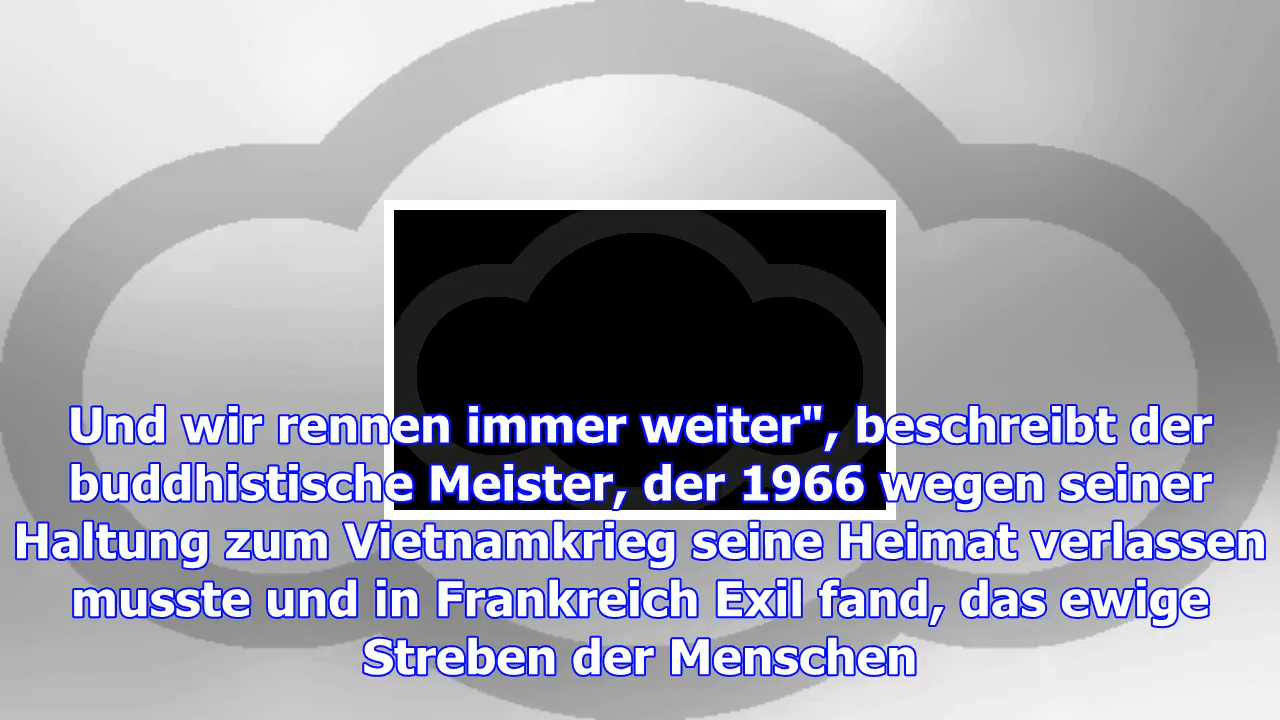 Und wir rennen immer weiter", beschreibt der
buddhistische Meister, der 1966 wegen seiner
Haltung zum Vietnamkrieg seine Heimat verlassen
musste und in Frankreich Exil fand, das ewige
Streben der Menschen